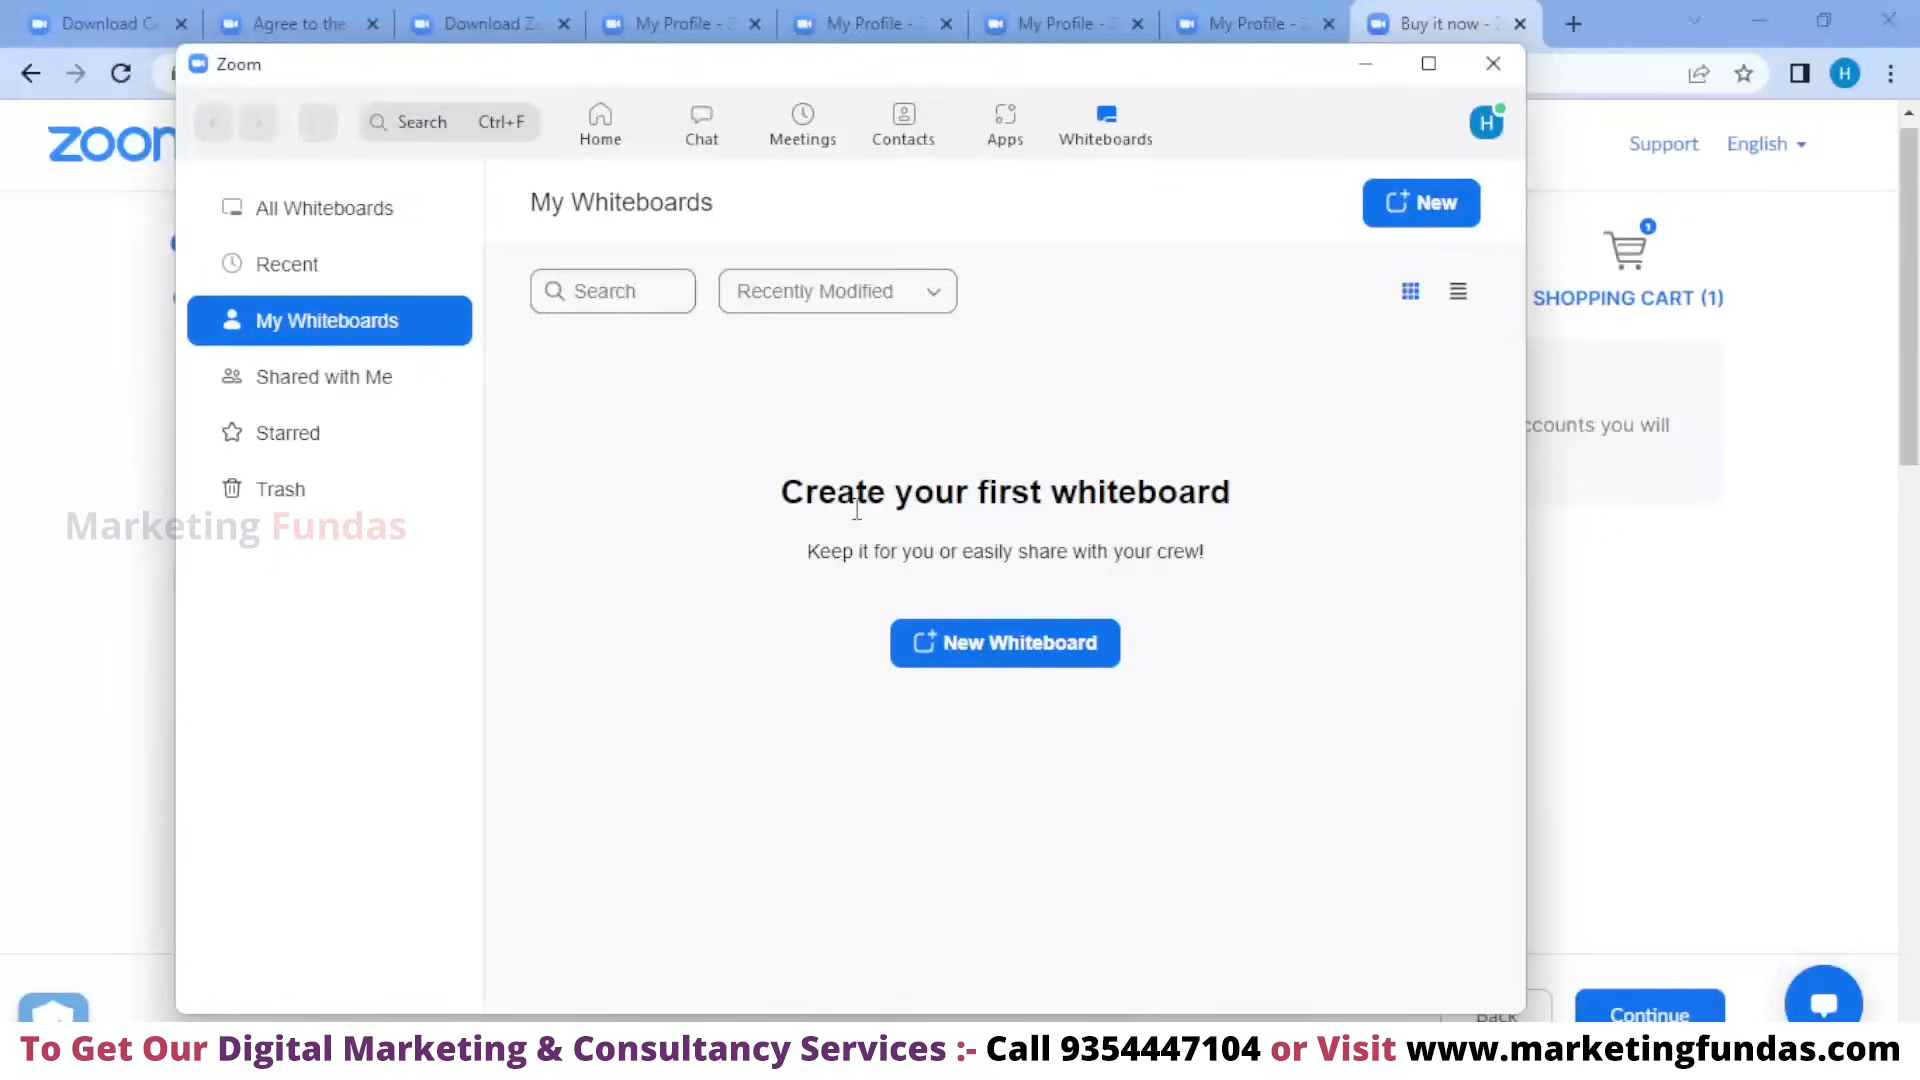 Download C
Agree to the
Download Z
My Profile -
My Profile -
My Profile -
My Profile -
Buy it now -
Zoom
H
Search Ctrl+F
Home
Chat
Meetings
Contacts
Apps
Whiteboards
H
zoom
Support
English
All Whiteboards
Recent
My Whiteboards
Shared with Me
Starred
Trash
My Whiteboards
New
Search
Recently Modified
1
SHOPPING CART (1)
ccounts you will
Create your first whiteboard
Keep it for you or easily share with your crew!
New Whiteboard
Marketing Fundas
Back
Continue
To Get Our Digital Marketing & Consultancy Services :- Call 9354447104 or Visit www.marketingfundas.com